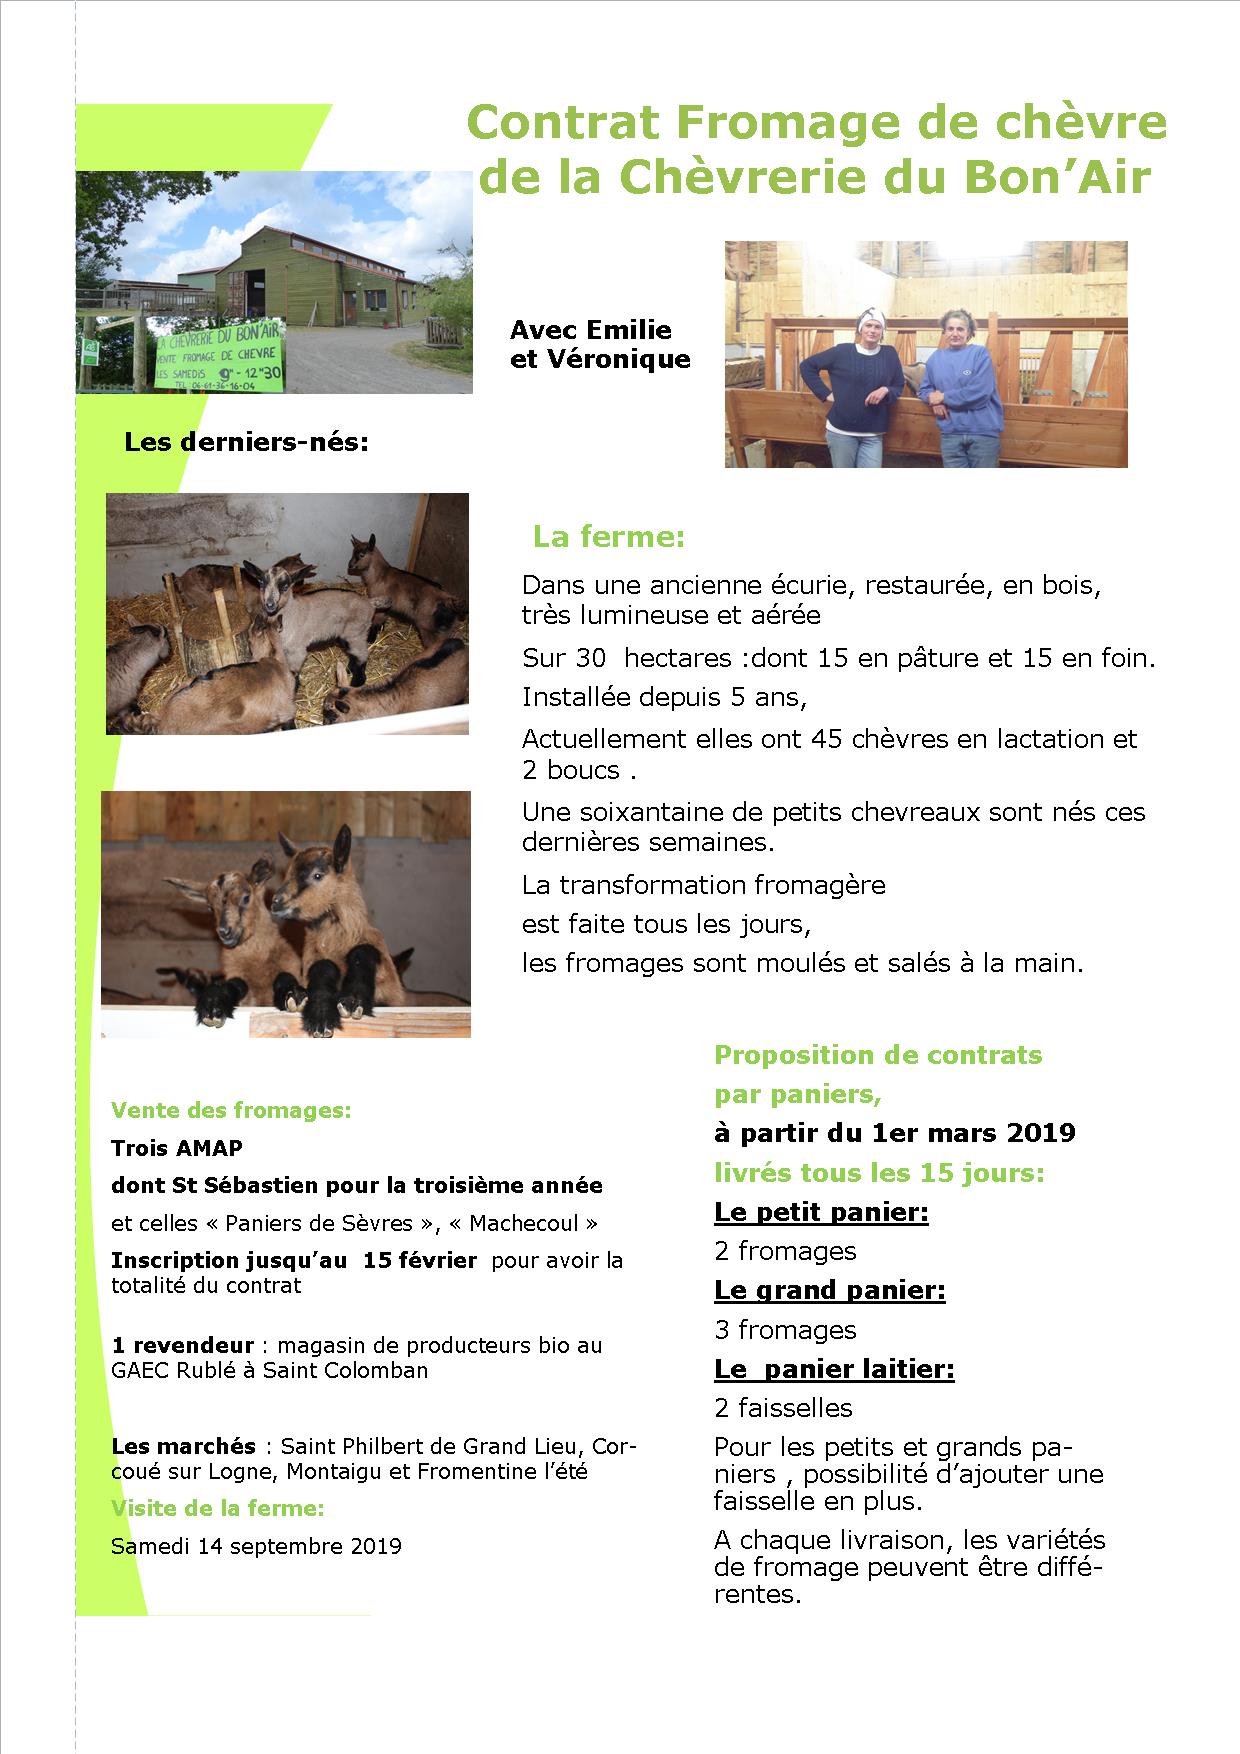 Contrat Fromage de chèvre
de la Chèvrerie du Bon’Air
LA CHEVRERIE DU BON'AIR
VENTE FROMAGE DE CHEVRE
LES SAMEDIS 9H - 12H30
TEL: 06-61-36-16-04
AB
Avec Emilie
et Véronique
Les derniers-nés:
La ferme:
Dans une ancienne écurie, restaurée, en bois,
très lumineuse et aérée
Sur 30  hectares :dont 15 en pâture et 15 en foin.
Installée depuis 5 ans,
Actuellement elles ont 45 chèvres en lactation et
2 boucs .
Une soixantaine de petits chevreaux sont nés ces
dernières semaines.
La transformation fromagère
est faite tous les jours,
les fromages sont moulés et salés à la main.
Vente des fromages:
Trois AMAP
dont St Sébastien pour la troisième année
et celles « Paniers de Sèvres », « Machecoul »
Inscription jusqu’au  15 février  pour avoir la
totalité du contrat
1 revendeur : magasin de producteurs bio au
GAEC Rublé à Saint Colomban
Les marchés : Saint Philbert de Grand Lieu, Cor-
coué sur Logne, Montaigu et Fromentine l’été
Visite de la ferme:
Samedi 14 septembre 2019
Proposition de contrats
par paniers,
à partir du 1er mars 2019
livrés tous les 15 jours:
Le petit panier:
2 fromages
Le grand panier:
3 fromages
Le  panier laitier:
2 faisselles
Pour les petits et grands pa-
niers , possibilité d’ajouter une
faisselle en plus.
A chaque livraison, les variétés
de fromage peuvent être diffé-
rentes.